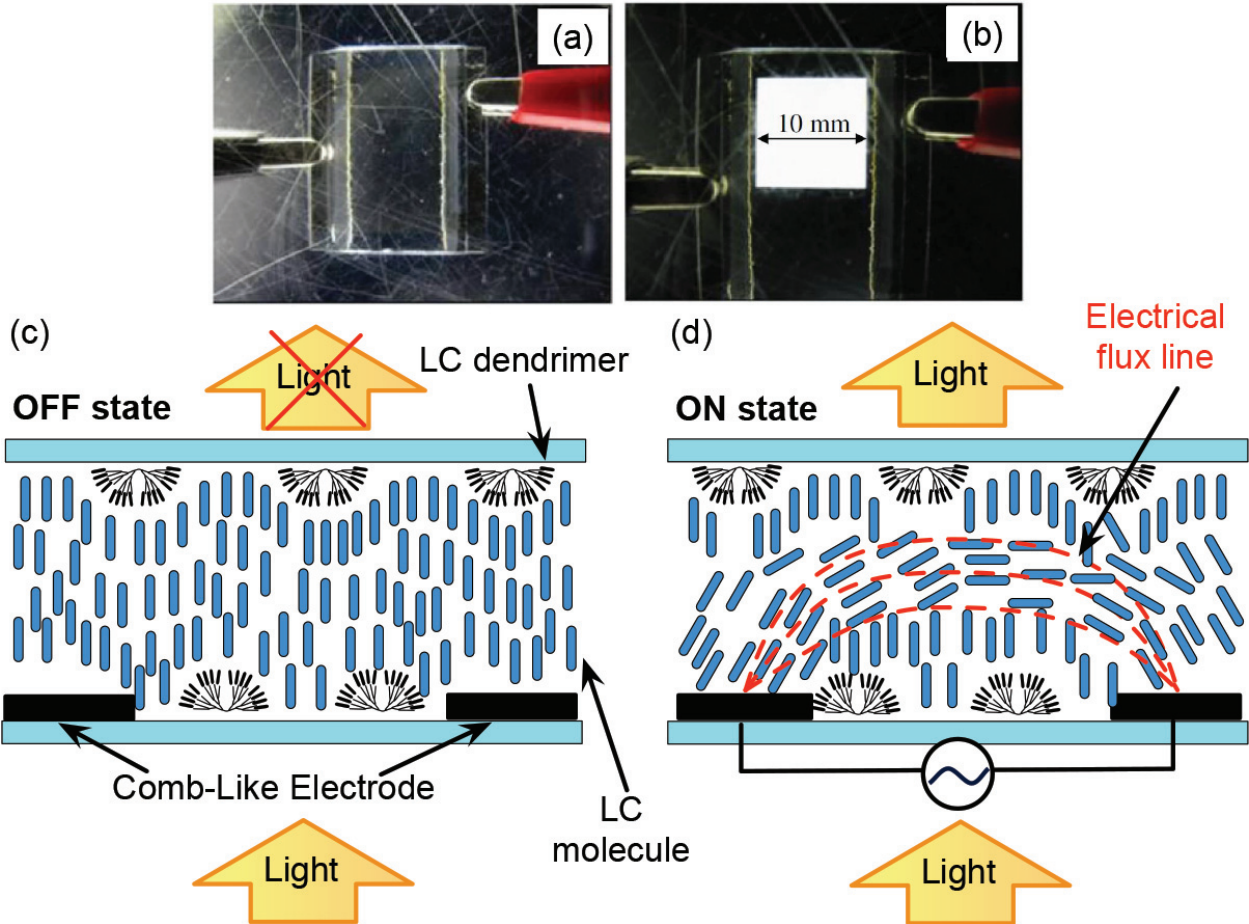 (a)
(b)
10 mm
(c)
Light
LC dendrimer
OFF state
(d)
Light
Electrical
flux line
ON state
Comb-Like Electrode
LC
molecule
Light
Light